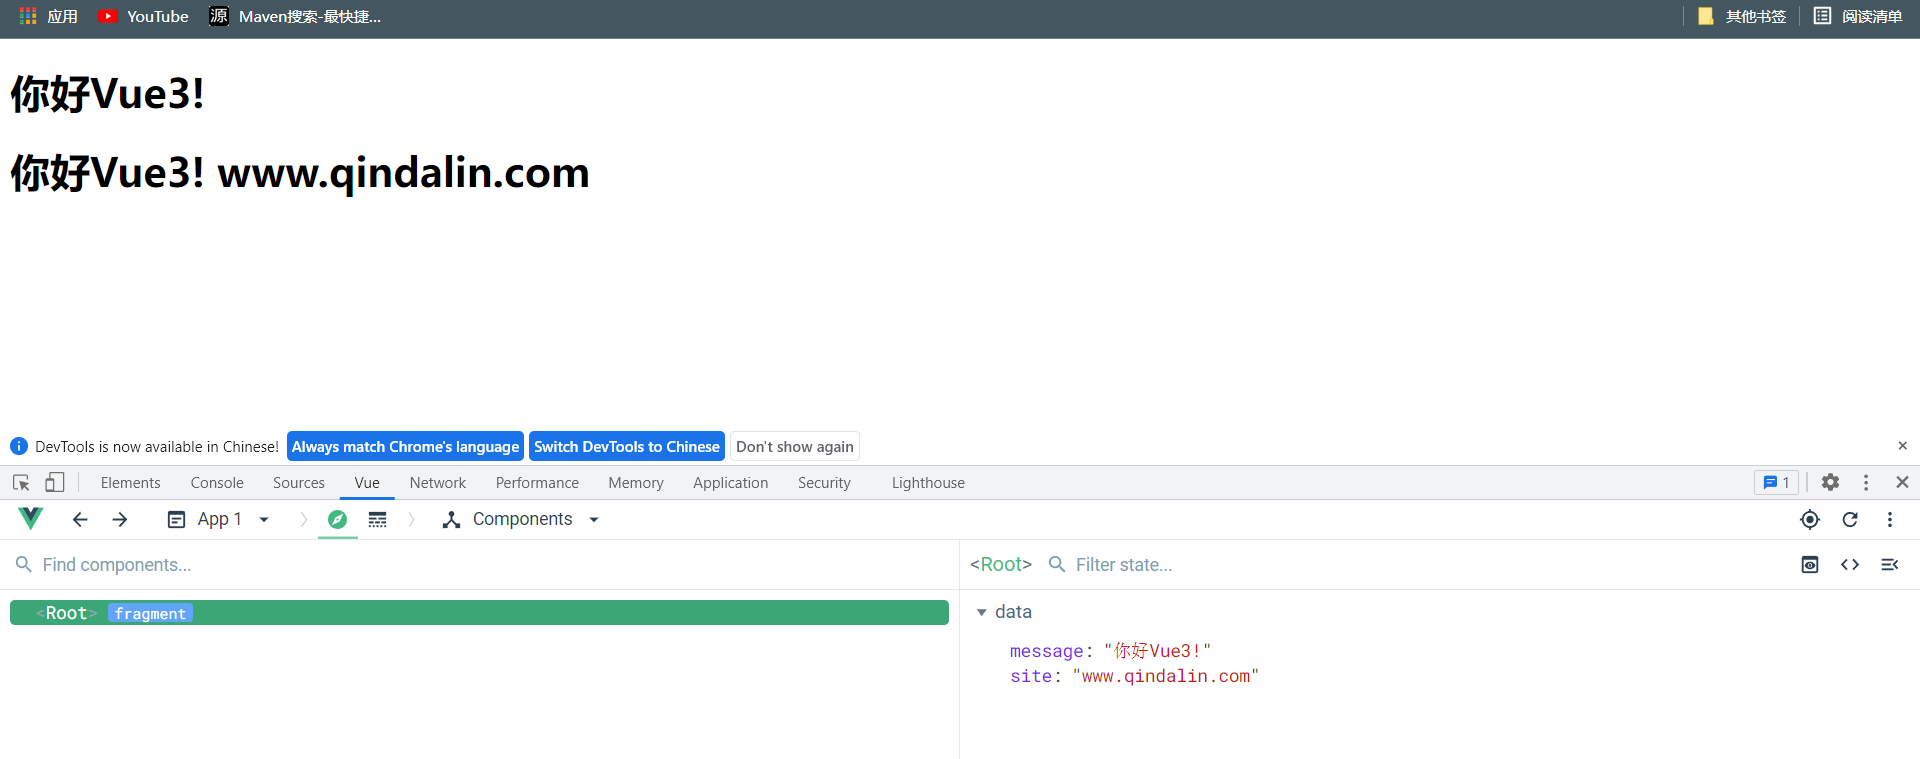 应用 YouTube 源 Maven搜索-最快捷... 其他书签 阅读清单
你好Vue3!
你好Vue3! www.qindalin.com
DevTools is now available in Chinese! Always match Chrome's language Switch DevTools to Chinese Don't show again ×
Elements Console Sources Vue Network Performance Memory Application Security Lighthouse 1
App 1 Components
Find components... <Root> Filter state...
<Root> fragment data
message: "你好Vue3!"
site: "www.qindalin.com"